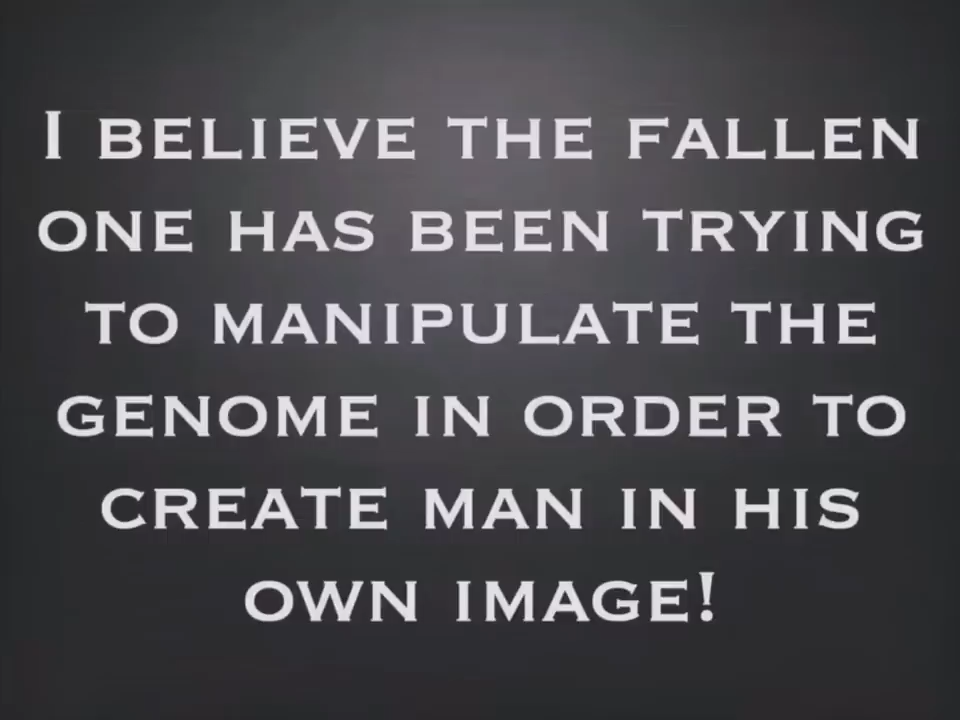 I BELIEVE THE FALLEN
ONE HAS BEEN TRYING
TO MANIPULATE THE
GENOME IN ORDER TO
CREATE MAN IN HIS
OWN IMAGE!